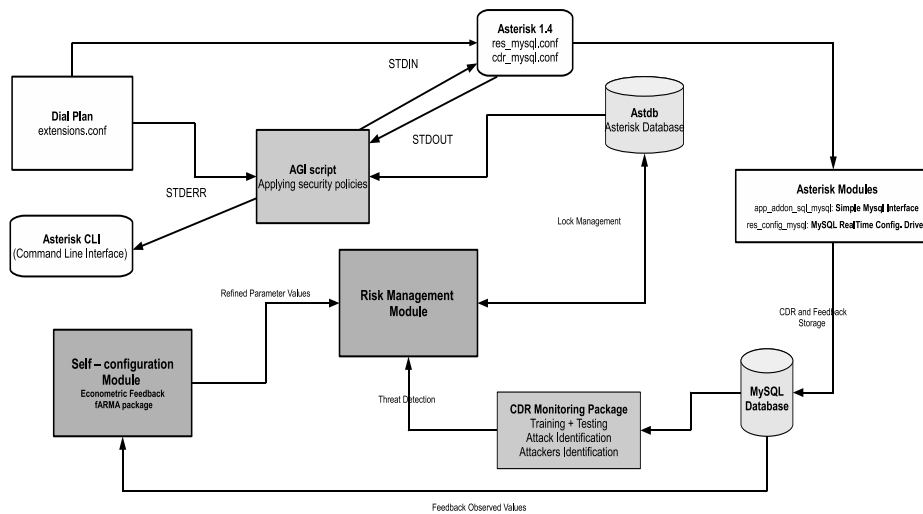 Asterisk 1.4
res_mysql.conf
cdr_mysql.conf
STDIN
Dial Plan
extensions.conf
Astdb
Asterisk Database
STDOUT
AGI script
Applying security policies
STDERR
Asterisk Modules
app_addon_sql_mysql: Simple Mysql Interface
res_config_mysql: MySQL RealTime Config. Drive
Lock Management
Asterisk CLI
(Command Line Interface)
Refined Parameter Values
Risk Management
Module
CDR and Feedback
Storage
Self – configuration
Module
Econometric Feedback
fARMA package
MySQL
Database
Threat Detection
CDR Monitoring Package
Training + Testing
Attack Identification
Attackers Identification
Feedback Observed Values